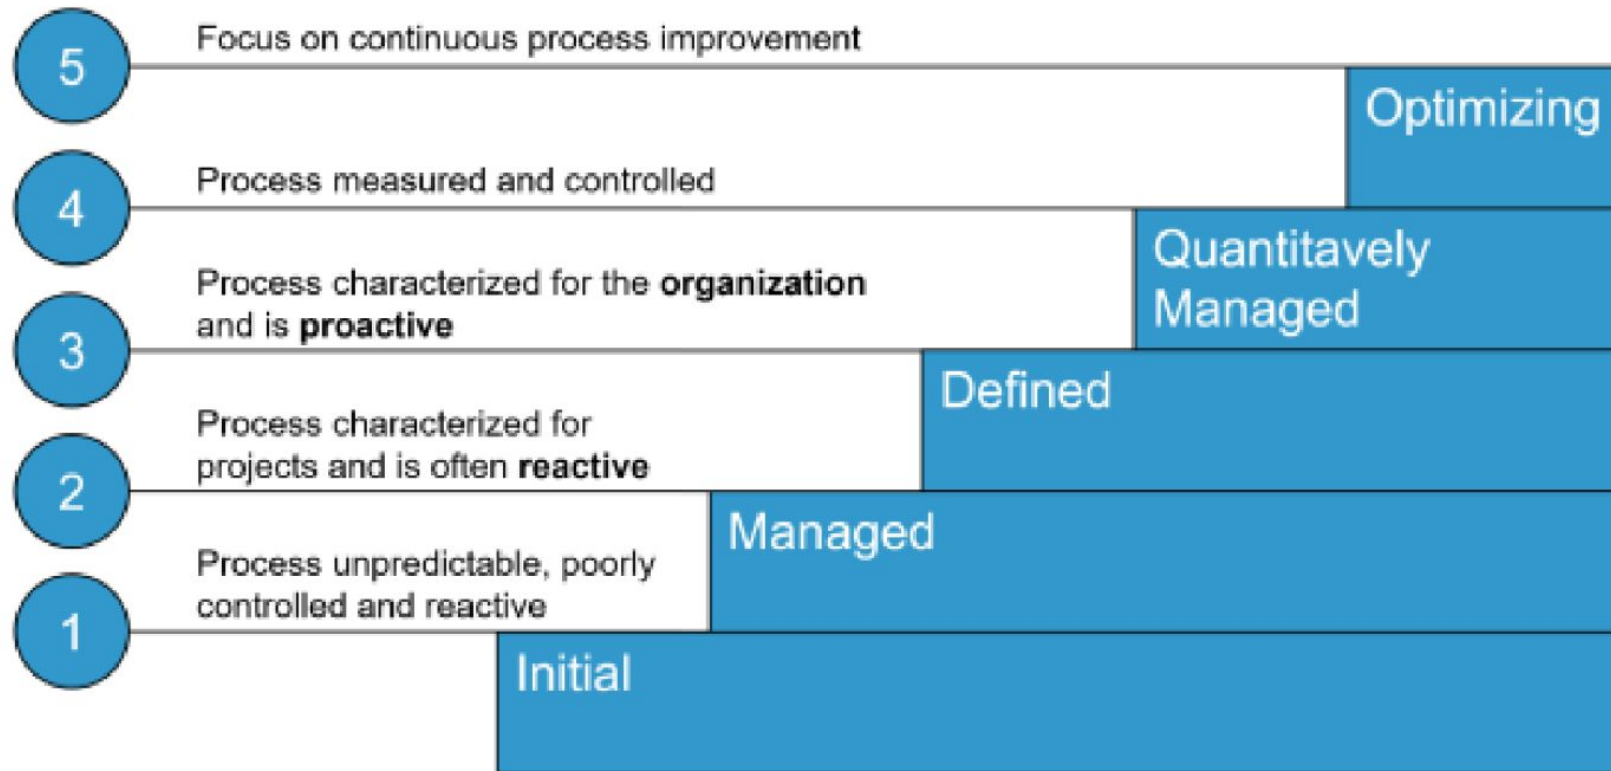 5
Focus on continuous process improvement
Optimizing
4
Process measured and controlled
Quantitavely
Managed
3
Process characterized for the organization
and is proactive
Defined
2
Process characterized for
projects and is often reactive
Managed
1
Process unpredictable, poorly
controlled and reactive
Initial